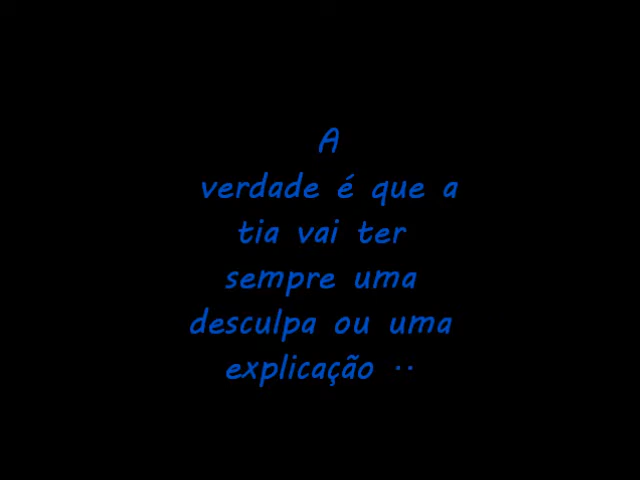 A
verdade é que a
tia vai ter
sempre uma
desculpa ou uma
explicação ..